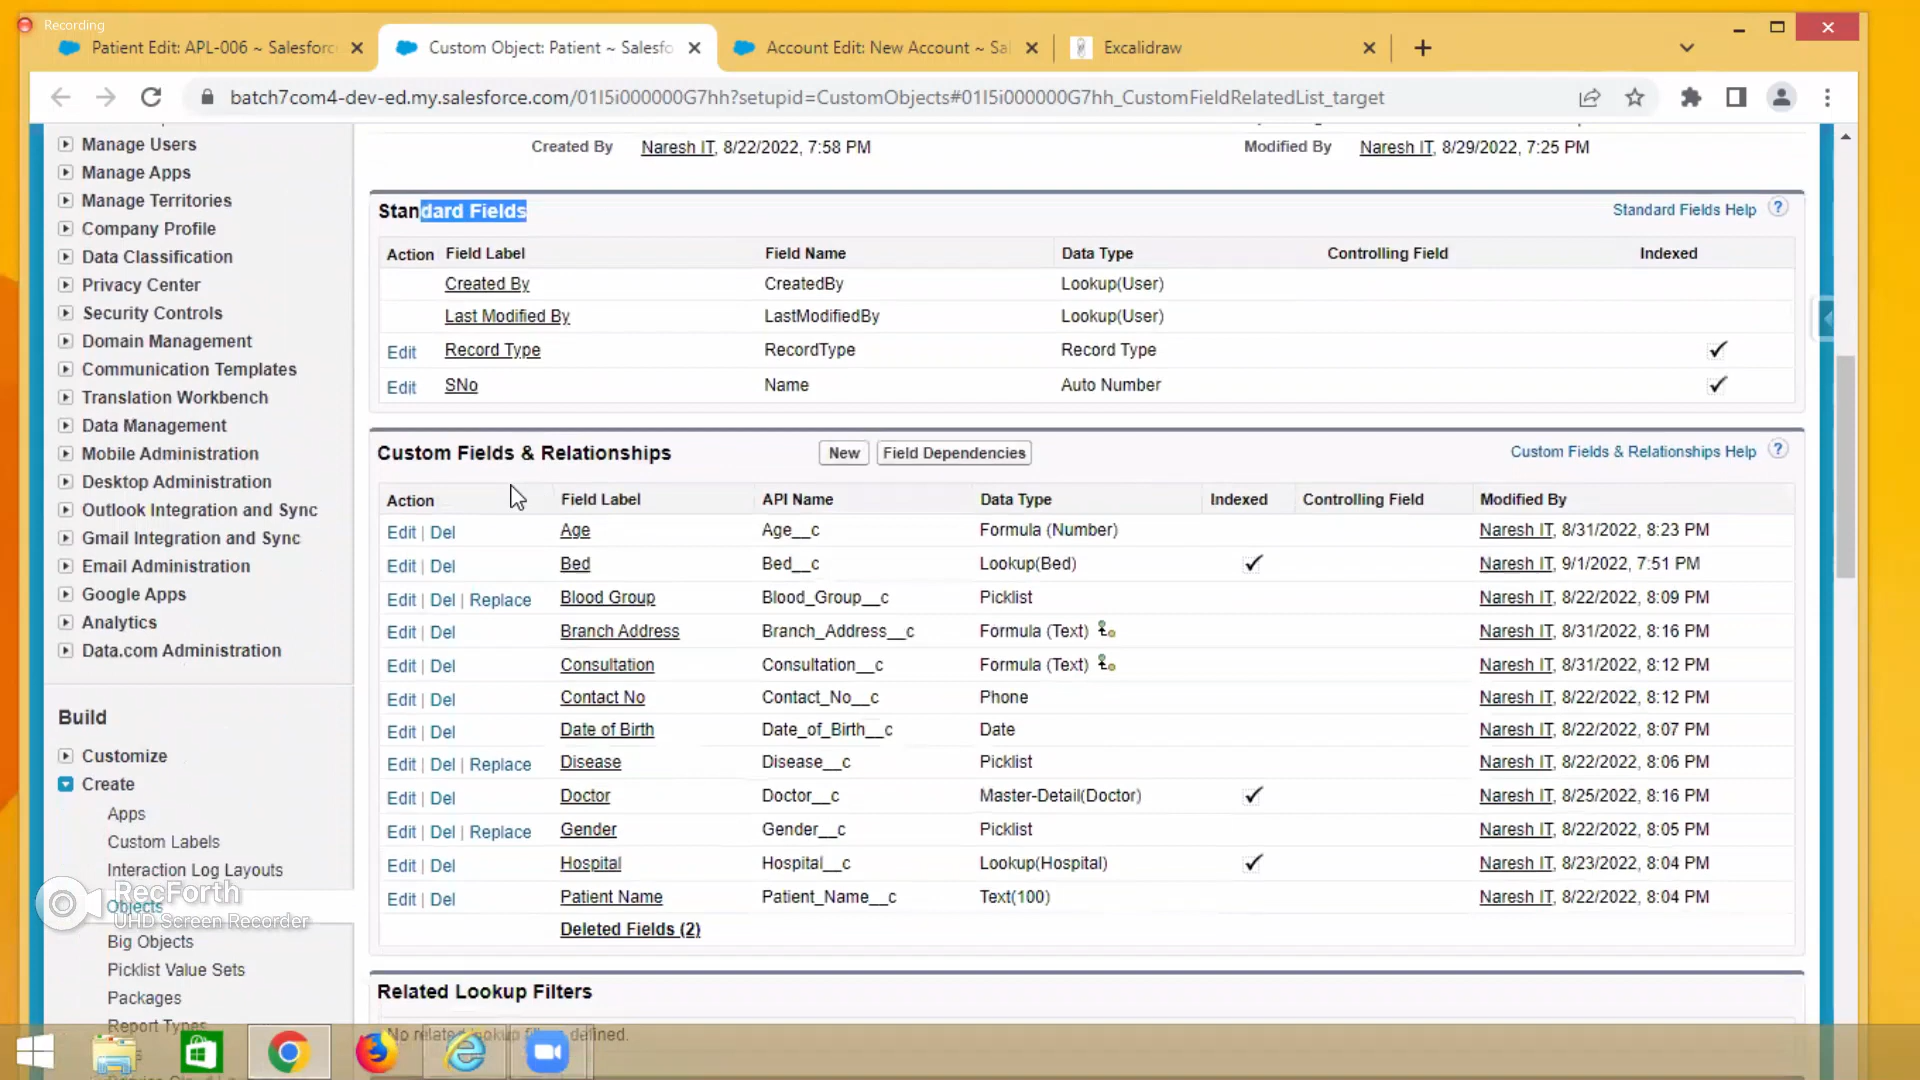 Recording
Patient Edit: APL-006 ~ Salesforc
Custom Object: Patient ~ Salesfo
Account Edit: New Account ~ Sal
Excalidraw
batch7com4-dev-ed.my.salesforce.com/01I5i000000G7hh?setupid=CustomObjects#01I5i000000G7hh_CustomFieldRelatedList_target
Manage Users
Manage Apps
Manage Territories
Company Profile
Data Classification
Privacy Center
Security Controls
Domain Management
Communication Templates
Translation Workbench
Data Management
Mobile Administration
Desktop Administration
Outlook Integration and Sync
Gmail Integration and Sync
Email Administration
Google Apps
Analytics
Data.com Administration
Build
Customize
Create
Apps
Custom Labels
Interaction Log Layouts
Objects
Big Objects
Picklist Value Sets
Packages
Report Types
RecForth
UHD Screen Recorder
Created By Naresh IT, 8/22/2022, 7:58 PM Modified By Naresh IT, 8/29/2022, 7:25 PM
Standard Fields Standard Fields Help ?
Action Field Label Field Name Data Type Controlling Field Indexed
Created By CreatedBy Lookup(User)
Last Modified By LastModifiedBy Lookup(User)
Edit Record Type RecordType Record Type
Edit SNo Name Auto Number
Custom Fields & Relationships New Field Dependencies Custom Fields & Relationships Help ?
Action Field Label API Name Data Type Indexed Controlling Field Modified By
Edit | Del Age Age__c Formula (Number) Naresh IT, 8/31/2022, 8:23 PM
Edit | Del Bed Bed__c Lookup(Bed) Naresh IT, 9/1/2022, 7:51 PM
Edit | Del | Replace Blood Group Blood_Group__c Picklist Naresh IT, 8/22/2022, 8:09 PM
Edit | Del Branch Address Branch_Address__c Formula (Text) Naresh IT, 8/31/2022, 8:16 PM
Edit | Del Consultation Consultation__c Formula (Text) Naresh IT, 8/31/2022, 8:12 PM
Edit | Del Contact No Contact_No__c Phone Naresh IT, 8/22/2022, 8:12 PM
Edit | Del Date of Birth Date_of_Birth__c Date Naresh IT, 8/22/2022, 8:07 PM
Edit | Del | Replace Disease Disease__c Picklist Naresh IT, 8/22/2022, 8:06 PM
Edit | Del Doctor Doctor__c Master-Detail(Doctor) Naresh IT, 8/25/2022, 8:16 PM
Edit | Del | Replace Gender Gender__c Picklist Naresh IT, 8/22/2022, 8:05 PM
Edit | Del Hospital Hospital__c Lookup(Hospital) Naresh IT, 8/23/2022, 8:04 PM
Edit | Del Patient Name Patient_Name__c Text(100) Naresh IT, 8/22/2022, 8:04 PM
Deleted Fields (2)
Related Lookup Filters
No related lookup defined.